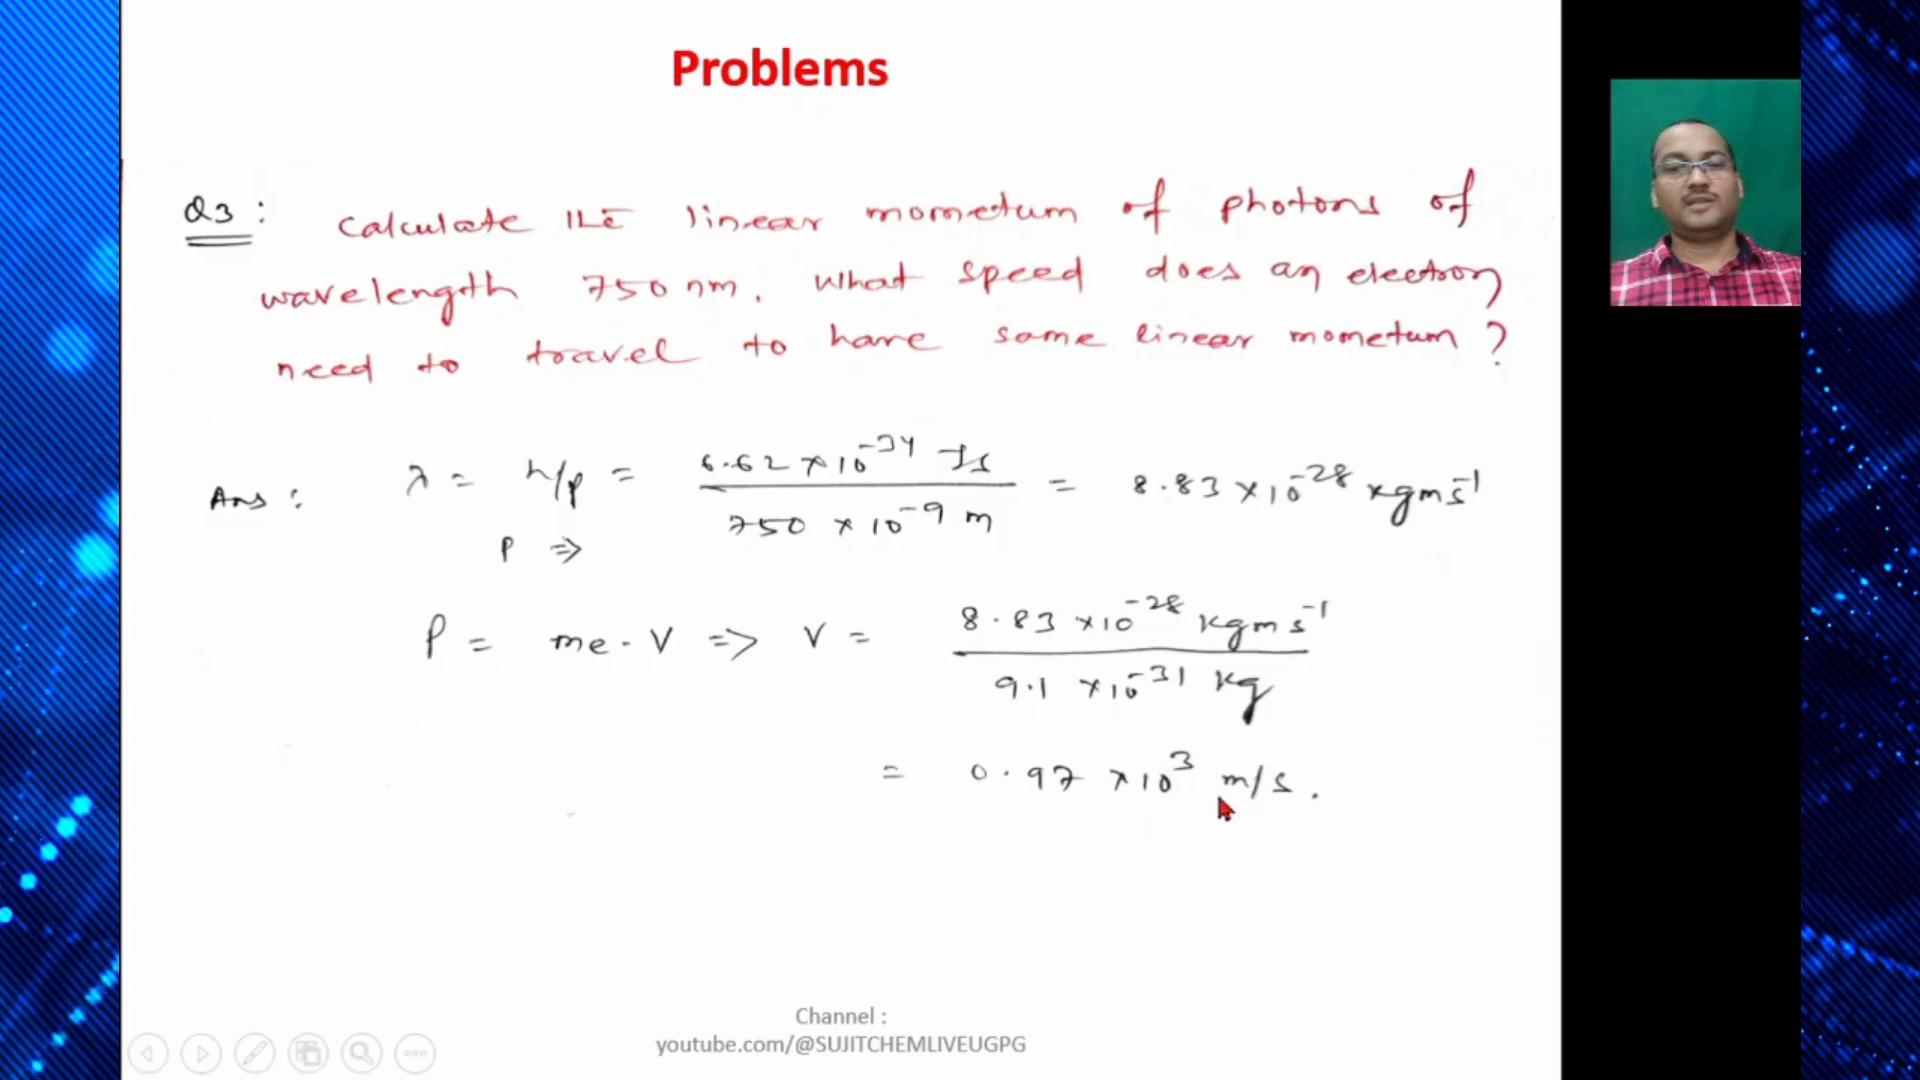 Problems
Q3 : Calculate the linear mometum of photons of
wavelength 750 nm. What speed does an electron
need to travel to have same linear mometum ?
Ans : λ = h/p = 6.62 × 10⁻³⁴ Js / 750 × 10⁻⁹ m = 8.83 × 10⁻²⁸ kgms⁻¹
P ⇒
P = me · V => V = 8.83 × 10⁻²⁸ kgms⁻¹ / 9.1 × 10⁻³¹ kg
= 0.97 × 10³ m/s.
Channel :
youtube.com/@SUJITCHEMLIVEUGPG